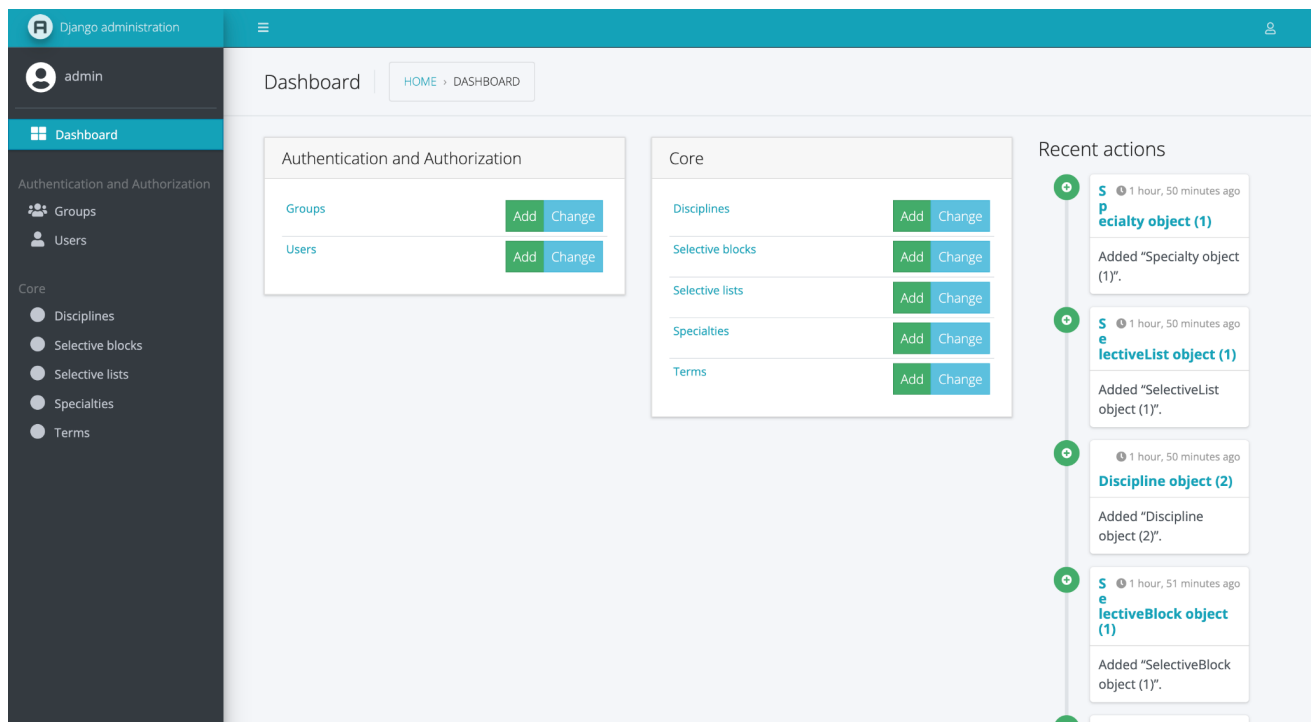 Django administration
admin
Dashboard
Authentication and Authorization
Groups
Users
Core
Disciplines
Selective blocks
Selective lists
Specialties
Terms
Dashboard
HOME › DASHBOARD
Authentication and Authorization
Groups Add Change
Users Add Change
Core
Disciplines Add Change
Selective blocks Add Change
Selective lists Add Change
Specialties Add Change
Terms Add Change
Recent actions
S 1 hour, 50 minutes ago
p
ecialty object (1)
Added “Specialty object
(1)”.
S 1 hour, 50 minutes ago
e
lectiveList object (1)
Added “SelectiveList
object (1)”.
1 hour, 50 minutes ago
Discipline object (2)
Added “Discipline
object (2)”.
S 1 hour, 51 minutes ago
e
lectiveBlock object
(1)
Added “SelectiveBlock
object (1)”.